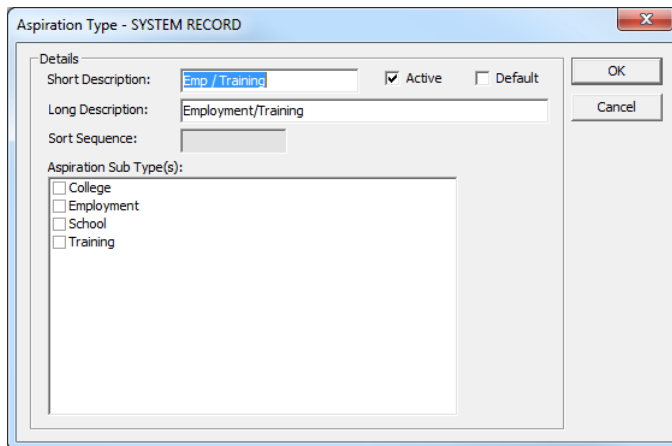 Aspiration Type - SYSTEM RECORD
Details
Short Description: Emp / Training Active Default OK
Long Description: Employment/Training Cancel
Sort Sequence:
Aspiration Sub Type(s):
College
Employment
School
Training